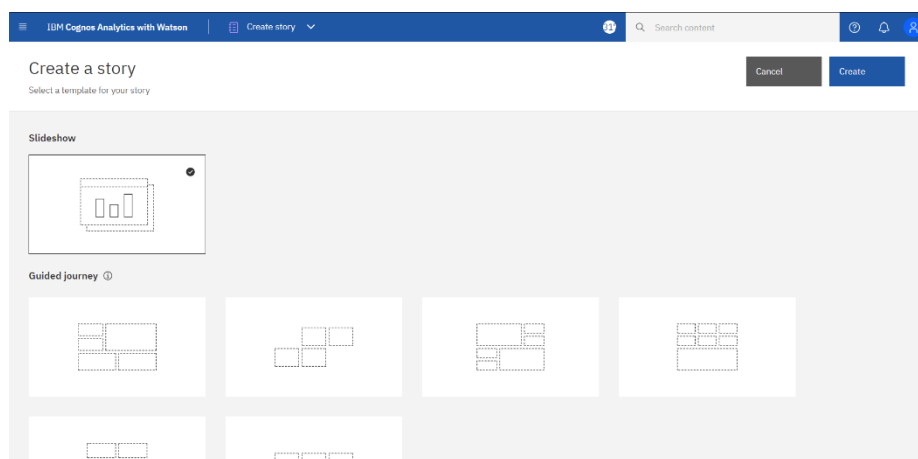 IBM Cognos Analytics with Watson
Create story
Search content
Create a story
Select a template for your story
Cancel
Create
Slideshow
Guided journey